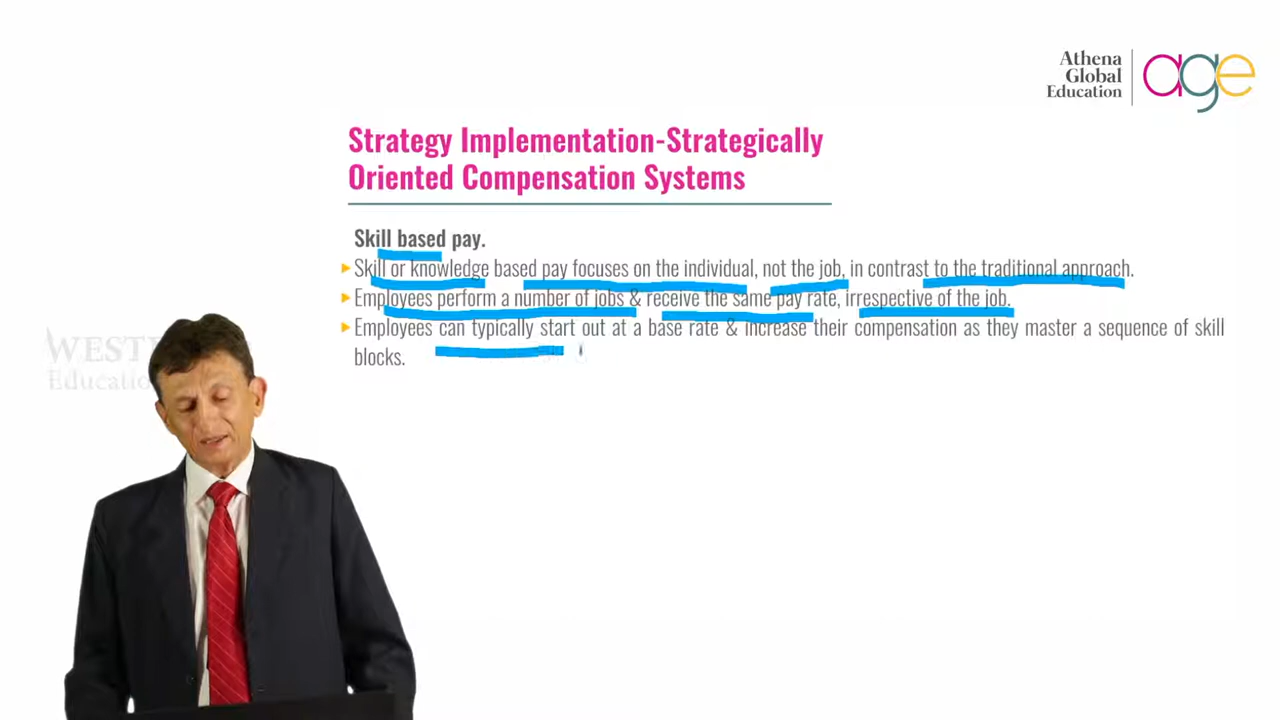 Athena
Global
Education
age
Strategy Implementation-Strategically
Oriented Compensation Systems
Skill based pay.
Skill or knowledge based pay focuses on the individual, not the job, in contrast to the traditional approach.
Employees perform a number of jobs & receive the same pay rate, irrespective of the job.
Employees can typically start out at a base rate & increase their compensation as they master a sequence of skill
blocks.